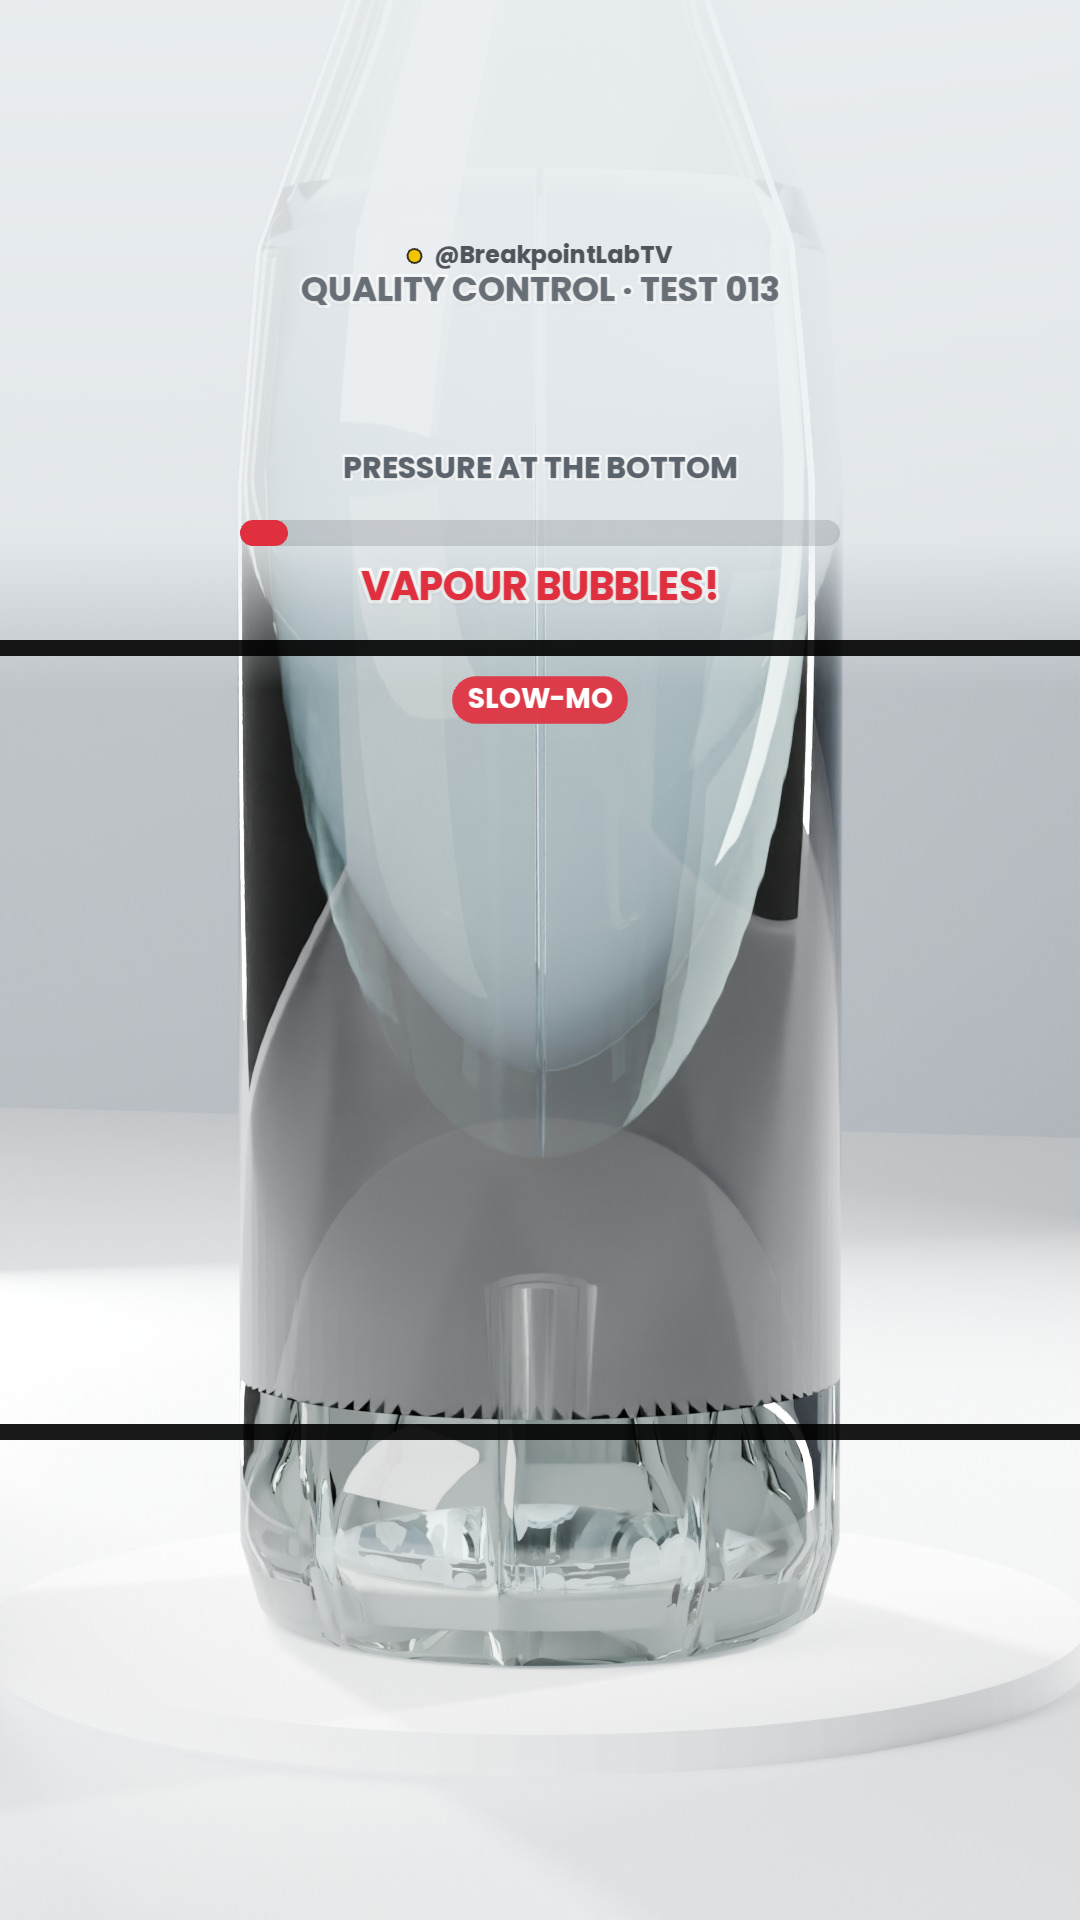 @BreakpointLabTV
QUALITY CONTROL · TEST 013
PRESSURE AT THE BOTTOM
VAPOUR BUBBLES!
SLOW-MO